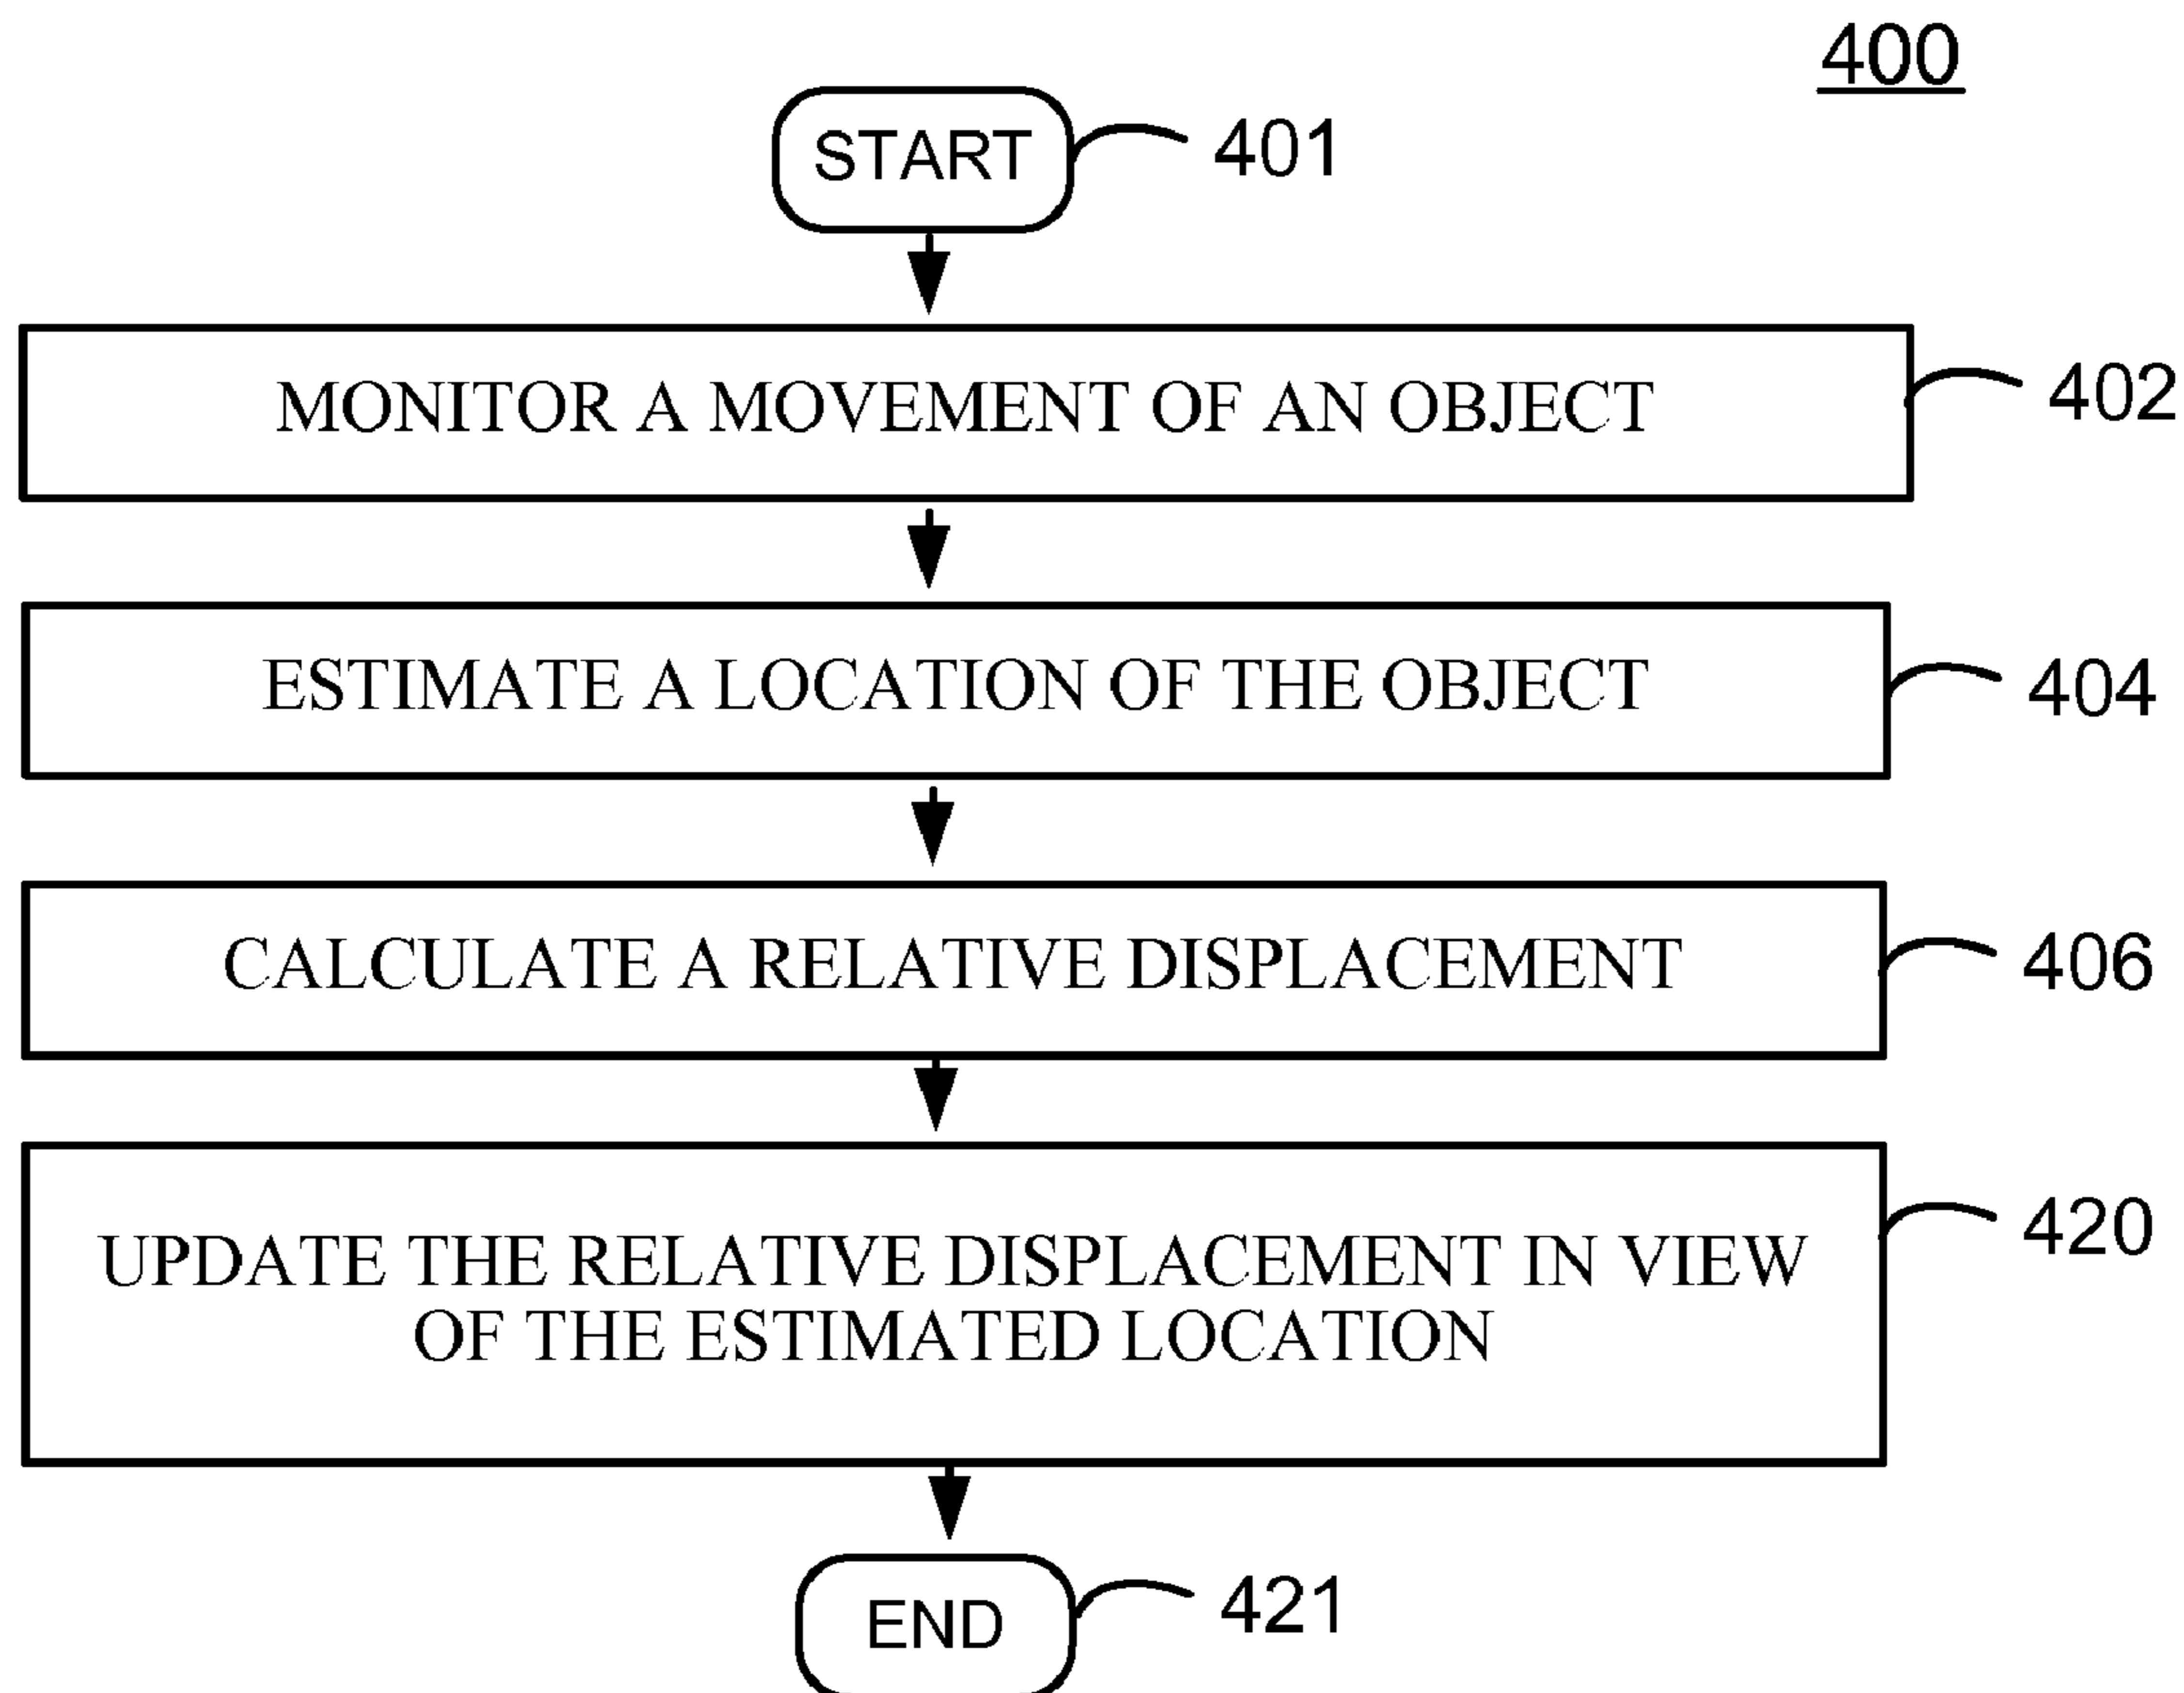 400
START
401
MONITOR A MOVEMENT OF AN OBJECT
402
ESTIMATE A LOCATION OF THE OBJECT
404
CALCULATE A RELATIVE DISPLACEMENT
406
UPDATE THE RELATIVE DISPLACEMENT IN VIEW
OF THE ESTIMATED LOCATION
420
END
421